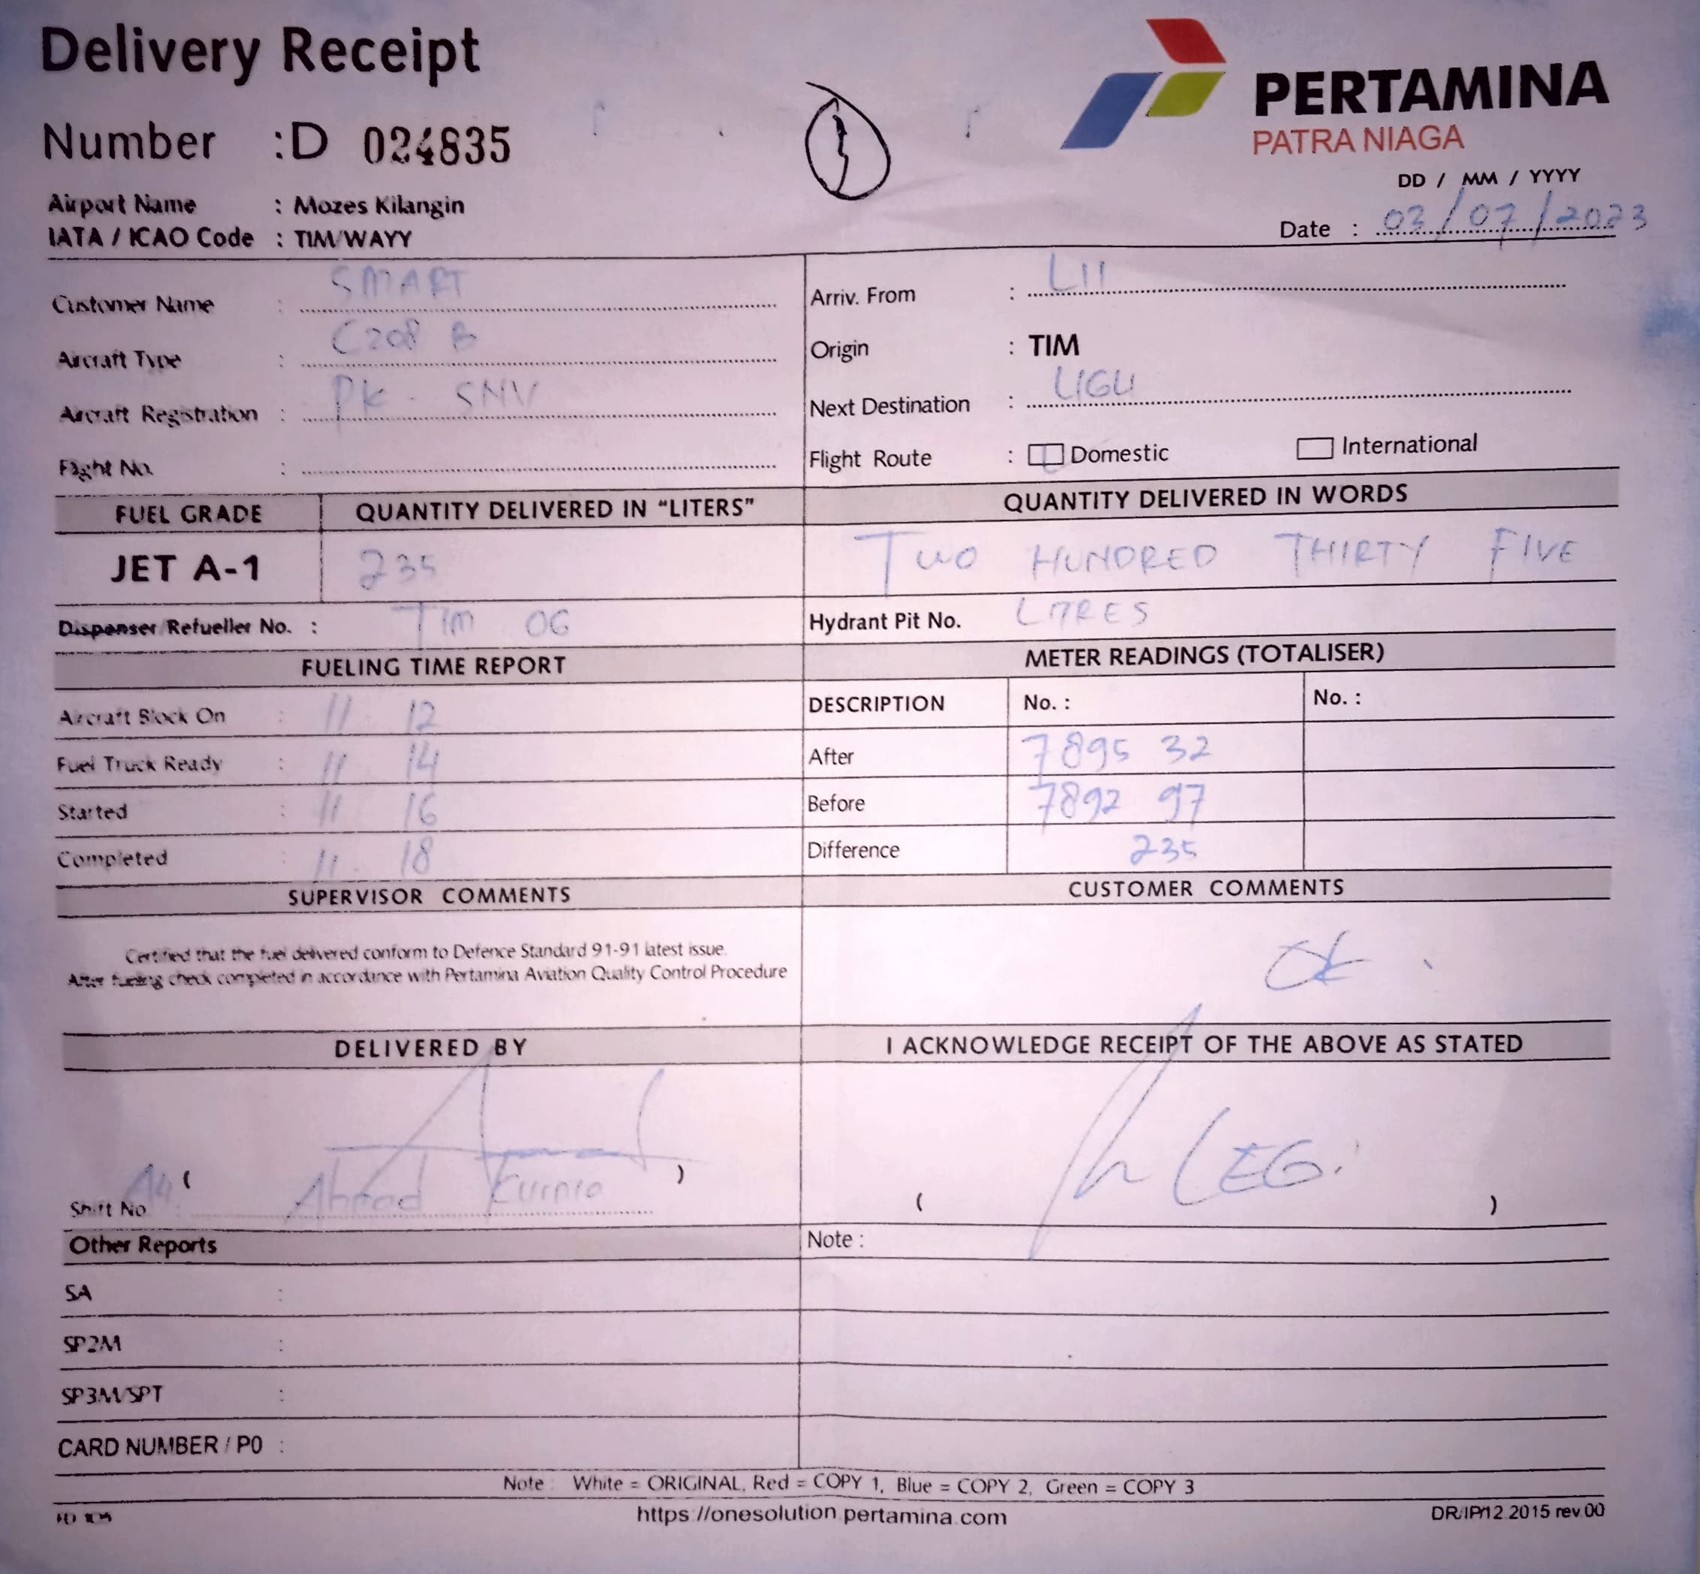 Delivery Receipt
PERTAMINA
PATRA NIAGA
Number :D 024835
1
DD / MM / YYYY
Airport Name : Mozes Kilangin
Date : 03/07/2023
IATA / ICAO Code : TIM/WAYY
Customer Name : SMART
Arriv. From : LII
Aircraft Type : C208 B
Origin : TIM
Aircraft Registration : PK - SNV
Next Destination :
Flight No. :
Flight Route : Domestic International
FUEL GRADE QUANTITY DELIVERED IN "LITERS" QUANTITY DELIVERED IN WORDS
JET A-1 235 TWO HUNDRED THIRTY FIVE
LITRES
Dispenser/Refueller No. : TIM 06
Hydrant Pit No.
FUELING TIME REPORT METER READINGS (TOTALISER)
Aircraft Block On : 11 12
DESCRIPTION No. : No. :
Fuel Truck Ready : 11 14
After 7895 32
Started : 11 16
Before 7892 97
Completed : 11. 18
Difference 235
SUPERVISOR COMMENTS CUSTOMER COMMENTS
Certified that the fuel delivered conform to Defence Standard 91-91 latest issue.
After fueling check completed in accordance with Pertamina Aviation Quality Control Procedure
OK
DELIVERED BY I ACKNOWLEDGE RECEIPT OF THE ABOVE AS STATED
A4 ( Ahmad Kurnia )
Shift No.
( )
Other Reports
Note :
SA :
SP2M :
SP3M/SPT :
CARD NUMBER / PO :
Note : White = ORIGINAL, Red = COPY 1, Blue = COPY 2, Green = COPY 3
https://onesolution.pertamina.com
DR/IP/12.2015 rev.00